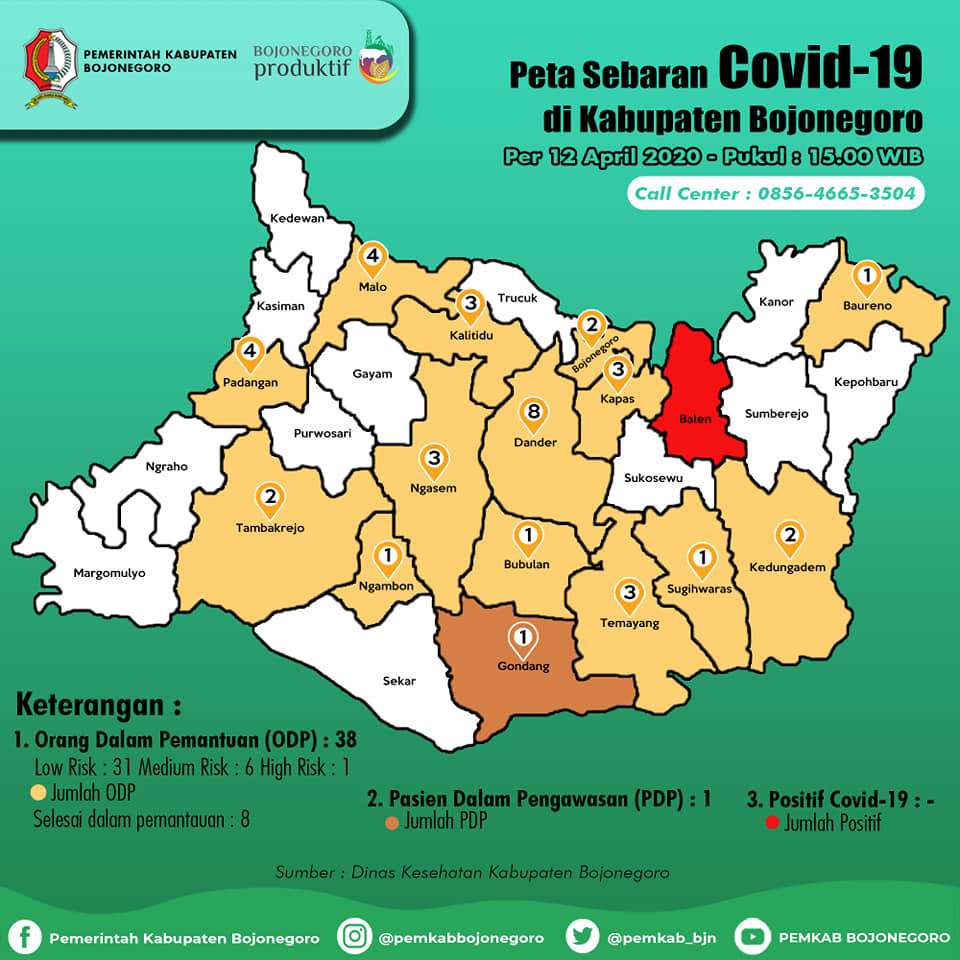 PEMERINTAH KABUPATEN
BOJONEGORO
BOJONEGORO
produktif
Peta Sebaran Covid-19
di Kabupaten Bojonegoro
Per 12 April 2020 - Pukul : 15.00 WIB
Call Center : 0856-4665-3504
Kedewan
4
Malo
Kasiman
3
Kalitidu
Trucuk
2
Bojonegoro
Kanor
1
Baureno
4
Padangan
Gayam
3
Kapas
Balen
Sumberejo
Kepohbaru
Purwosari
8
Dander
Ngraho
3
Ngasem
Sukosewu
2
Tambakrejo
Margomulyo
1
Ngambon
1
Bubulan
3
Temayang
1
Sugihwaras
2
Kedungadem
Sekar
1
Gondang
Keterangan :
1. Orang Dalam Pemantuan (ODP) : 38
Low Risk : 31 Medium Risk : 6 High Risk : 1
Jumlah ODP
Selesai dalam pemantauan : 8
2. Pasien Dalam Pengawasan (PDP) : 1
Jumlah PDP
3. Positif Covid-19 : -
Jumlah Positif
Sumber : Dinas Kesehatan Kabupaten Bojonegoro
Pemerintah Kabupaten Bojonegoro
@pemkabbojonegoro
@pemkab_bjn
PEMKAB BOJONEGORO